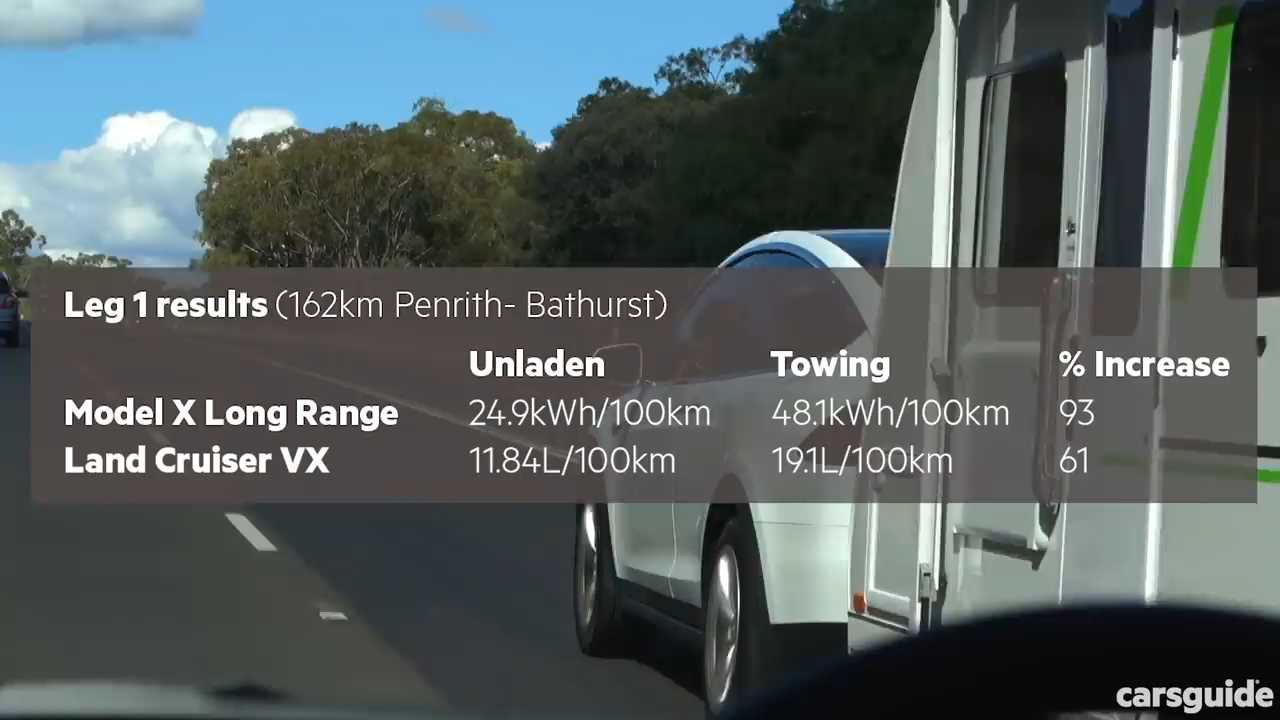 Leg 1 results (162km Penrith- Bathurst)
Unladen Towing % Increase
Model X Long Range 24.9kWh/100km 48.1kWh/100km 93
Land Cruiser VX 11.84L/100km 19.1L/100km 61
carsguide